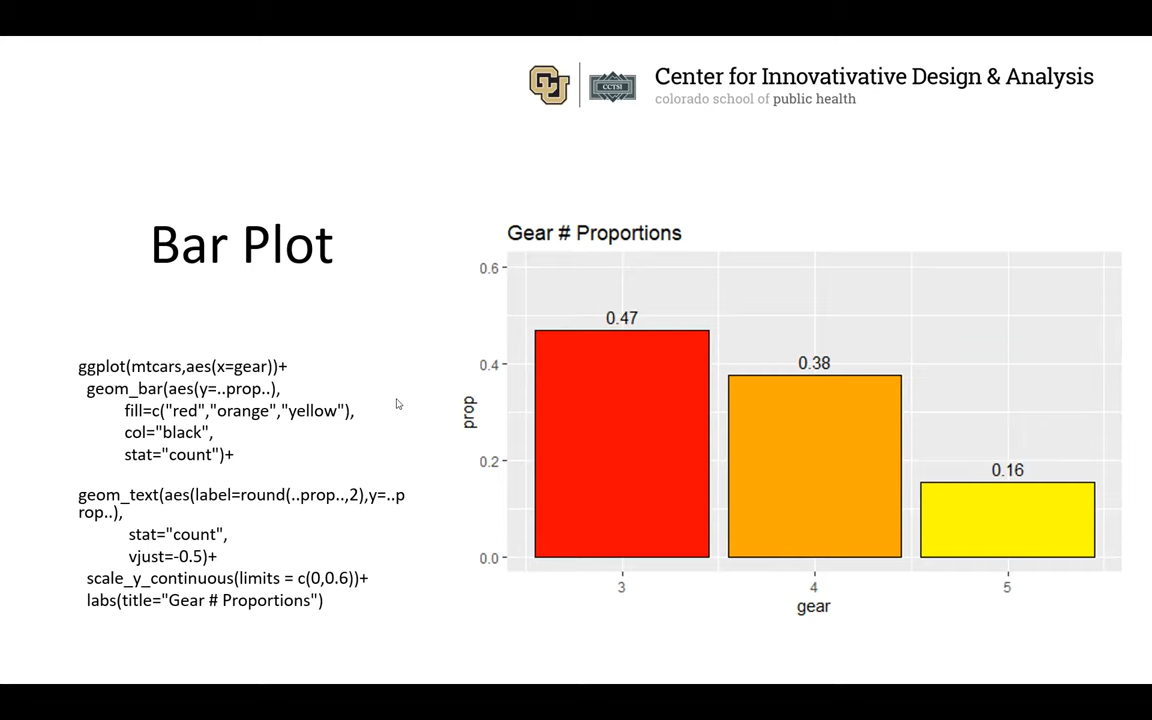 CU
CCTSI
Center for Innovativative Design & Analysis
colorado school of public health
Bar Plot
ggplot(mtcars,aes(x=gear))+
geom_bar(aes(y=..prop..),
fill=c("red","orange","yellow"),
col="black",
stat="count")+
geom_text(aes(label=round(..prop..,2),y=..p
rop..),
stat="count",
vjust=-0.5)+
scale_y_continuous(limits = c(0,0.6))+
labs(title="Gear # Proportions")
Gear # Proportions
0.6
0.4
0.2
0.0
prop
0.47
0.38
0.16
3 4 5
gear